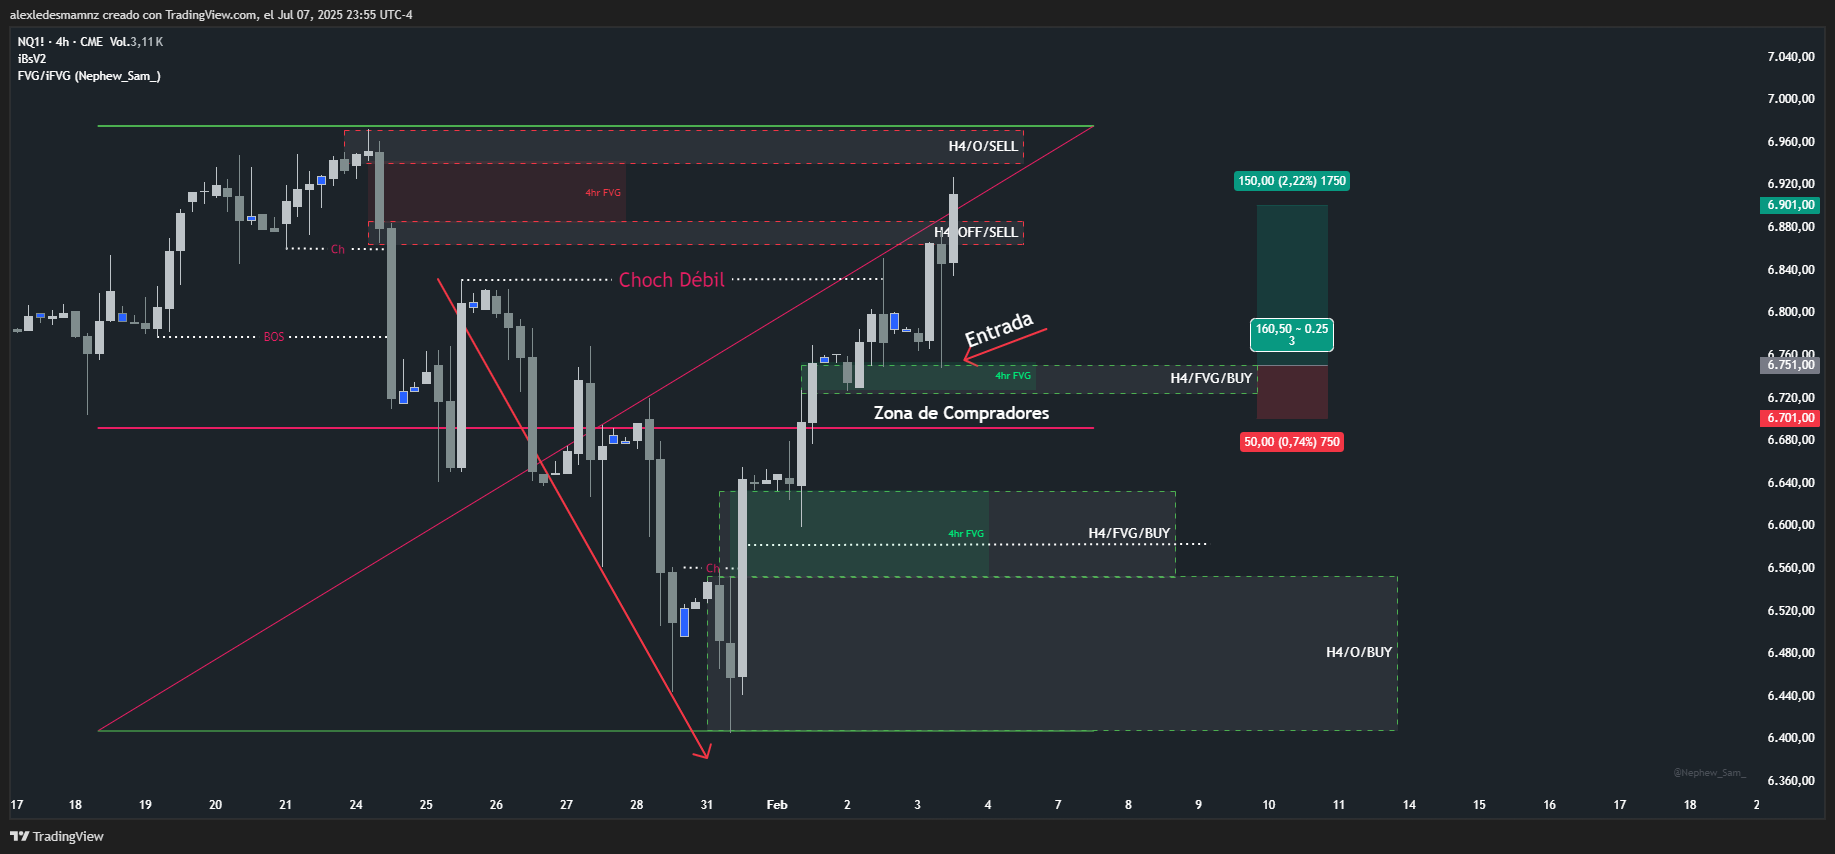 alexledesmamnz creado con TradingView.com, el Jul 07, 2025 23:55 UTC-4
NQ1! · 4h · CME Vol.3,11 K
iBsV2
FVG/iFVG (Nephew_Sam_)
7.040,00
7.000,00
6.960,00
6.920,00
6.901,00
6.880,00
6.840,00
6.800,00
6.760,00
6.751,00
6.720,00
6.701,00
6.680,00
6.640,00
6.600,00
6.560,00
6.520,00
6.480,00
6.440,00
6.400,00
6.360,00
H4/O/SELL
4hr FVG
H4/OFF/SELL
Ch
Choch Débil
BOS
150,00 (2,22%) 1750
160,50 ~ 0.25
3
50,00 (0,74%) 750
Entrada
4hr FVG
H4/FVG/BUY
Zona de Compradores
4hr FVG
H4/FVG/BUY
Ch
H4/O/BUY
@Nephew_Sam_
17 18 19 20 21 24 25 26 27 28 31 Feb 2 3 4 7 8 9 10 11 14 15 16 17 18 2
TradingView